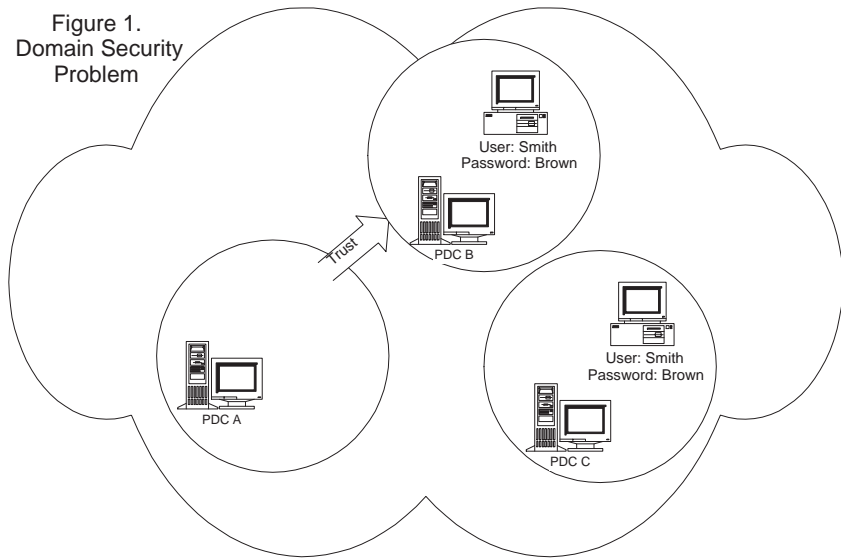 Figure 1.
Domain Security
Problem
User: Smith
Password: Brown
PDC B
Trust
User: Smith
Password: Brown
PDC A
PDC C